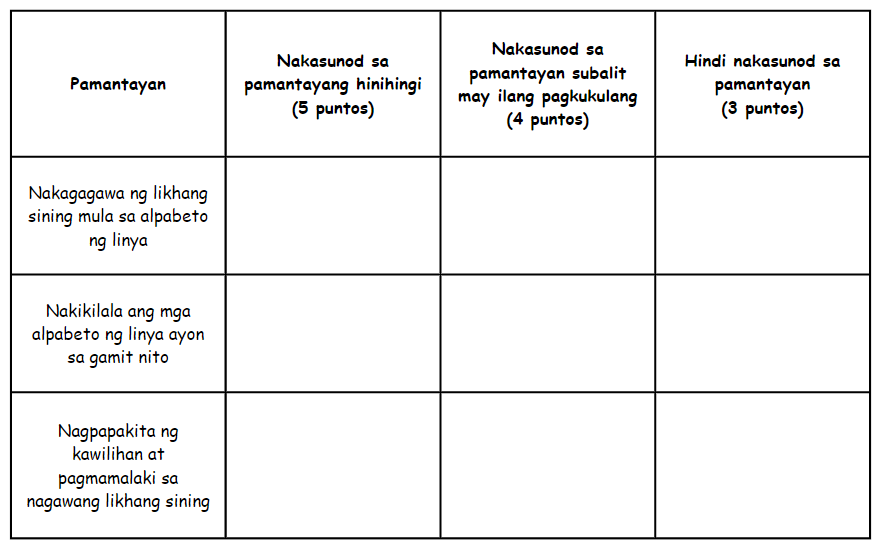 Pamantayan
Nakasunod sa
pamantayang hinihingi
(5 puntos)
Nakasunod sa
pamantayan subalit
may ilang pagkukulang
(4 puntos)
Hindi nakasunod sa
pamantayan
(3 puntos)
Nakagagawa ng likhang
sining mula sa alpabeto
ng linya
Nakikilala ang mga
alpabeto ng linya ayon
sa gamit nito
Nagpapakita ng
kawilihan at
pagmamalaki sa
nagawang likhang sining